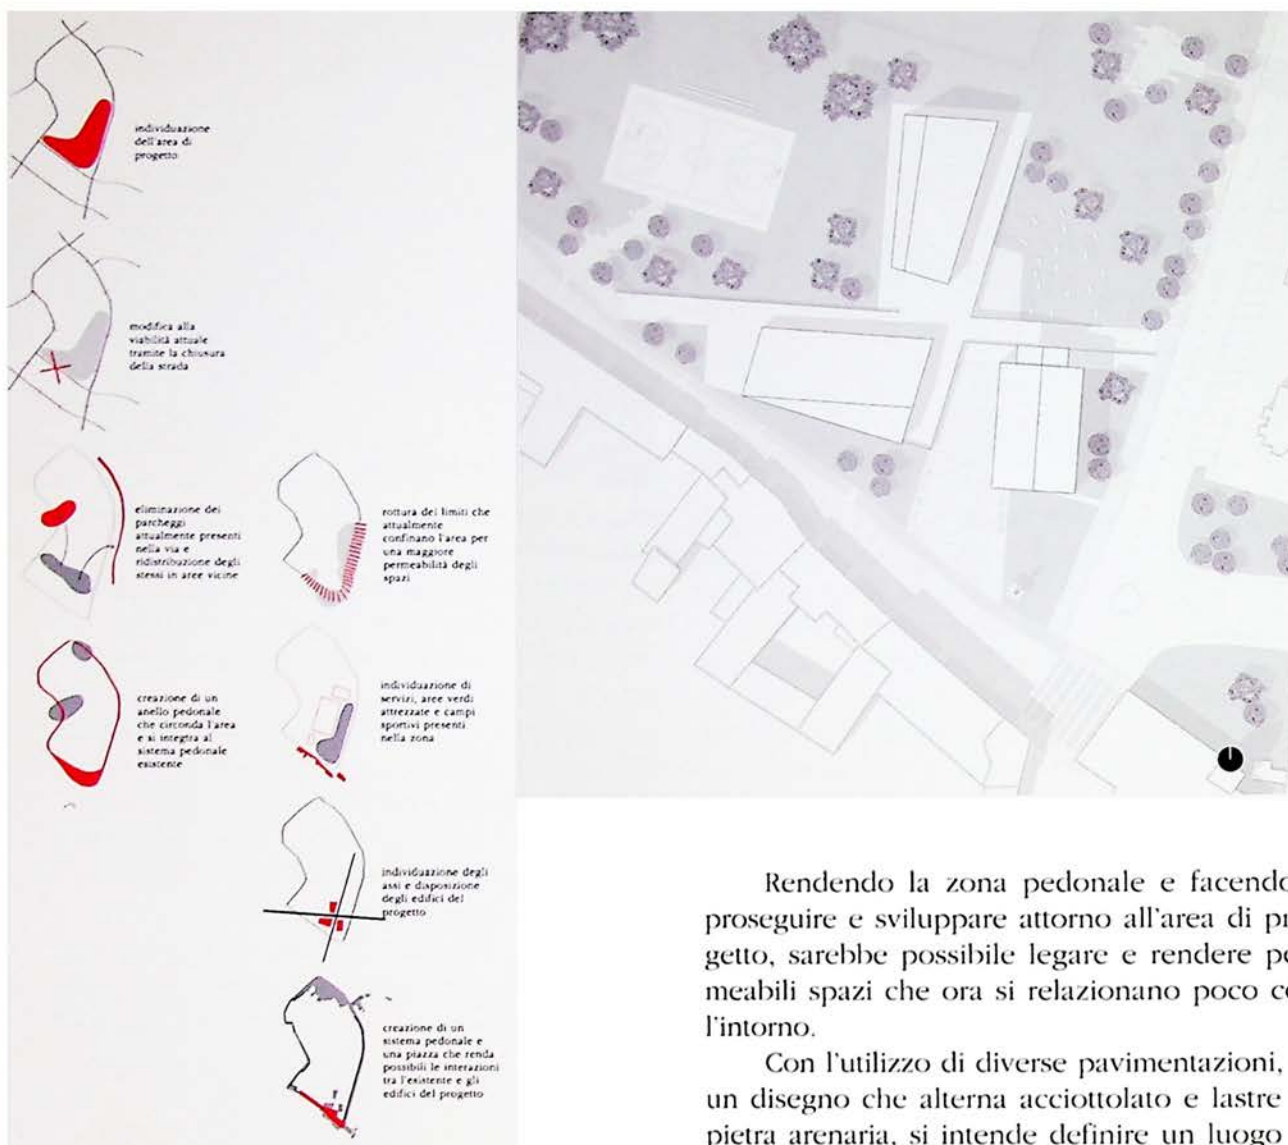 individuazione
dell'area di
progetto
modifica alla
viabilità attuale
tramite la chiusura
della strada
eliminazione dei
parcheggi
attualmente presenti
nella via e
ridistribuzione degli
stessi in aree vicine
creazione di un
anello pedonale
che circonda l'area
e si integtra al
sistema pedonale
esistente
rottura dei limiti che
attualmente
confinano l'area per
una maggiore
permeabilità degli
spazi
individuazione di
servizi, aree verdi
attrezzate e campi
sportivi presenti
nella zona
individuazione degli
assi e disposizione
degli edifici del
progetto
creazione di un
sistema pedonale e
una piazza che renda
possibili le interazioni
tra l'esistente e gli
edifici del progetto
Rendendo la zona pedonale e facendo
proseguire e sviluppare attorno all'area di pro
getto, sarebbe possibile legare e rendere pe
meabili spazi che ora si relazionano poco co
l'intorno.
Con l'utilizzo di diverse pavimentazioni,
un disegno che alterna acciottolato e lastre
pietra arenaria, si intende definire un luogo